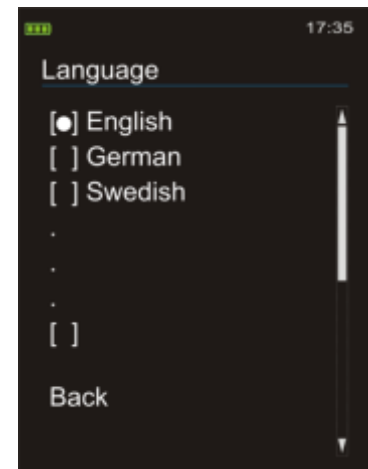 17:35
Language
[●] English
[ ] German
[ ] Swedish
.
.
.
[ ]
Back